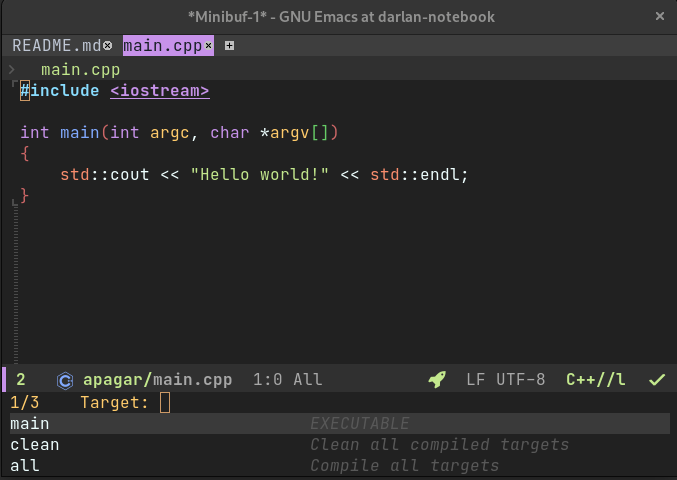 *Minibuf-1* - GNU Emacs at darlan-notebook
README.md main.cpp
main.cpp
#include <iostream>
int main(int argc, char *argv[])
{
std::cout << "Hello world!" << std::endl;
}
2 apagar/main.cpp 1:0 All LF UTF-8 C++//l
1/3 Target:
main EXECUTABLE
clean Clean all compiled targets
all Compile all targets